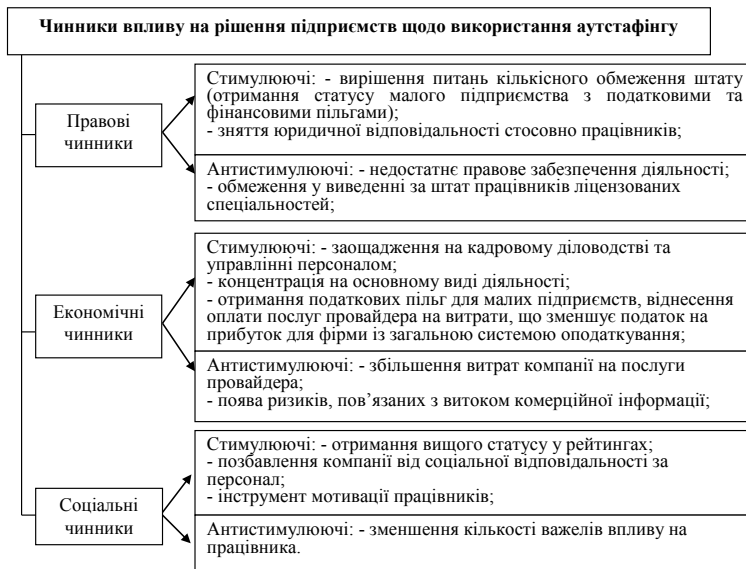 Чинники впливу на рішення підприємств щодо використання аутстафінгу
Правові
чинники
Стимулюючі: - вирішення питань кількісного обмеження штату
(отримання статусу малого підприємства з податковими та
фінансовими пільгами);
- зняття юридичної відповідальності стосовно працівників;
Антистимулюючі: - недостатнє правове забезпечення діяльності;
- обмеження у виведенні за штат працівників ліцензованих
спеціальностей;
Економічні
чинники
Стимулюючі: - заощадження на кадровому діловодстві та
управлінні персоналом;
- концентрація на основному виді діяльності;
- отримання податкових пільг для малих підприємств, віднесення
оплати послуг провайдера на витрати, що зменшує податок на
прибуток для фірми із загальною системою оподаткування;
Антистимулюючі: - збільшення витрат компанії на послуги
провайдера;
- поява ризиків, пов’язаних з витоком комерційної інформації;
Соціальні
чинники
Стимулюючі: - отримання вищого статусу у рейтингах;
- позбавлення компанії від соціальної відповідальності за
персонал;
- інструмент мотивації працівників;
Антистимулюючі: - зменшення кількості важелів впливу на
працівника.